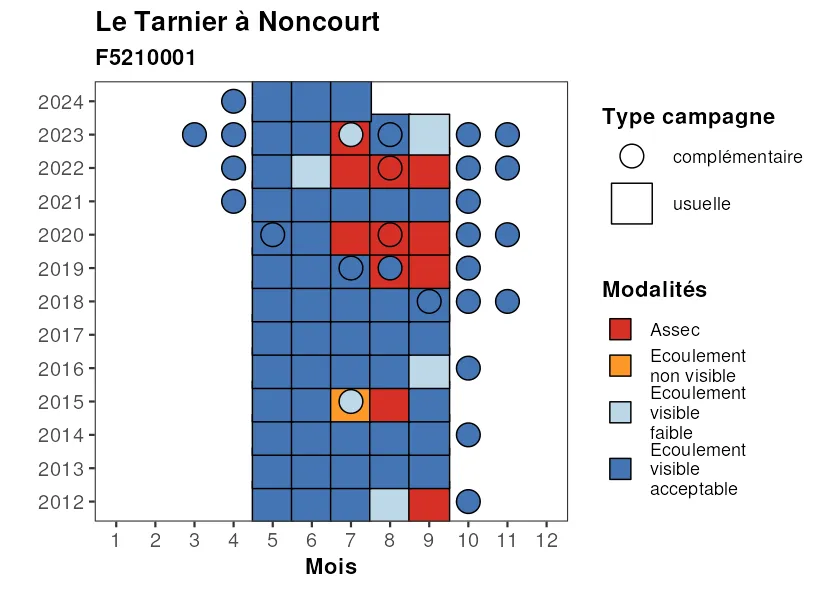 Le Tarnier à Noncourt
F5210001
2024
2023
2022
2021
2020
2019
2018
2017
2016
2015
2014
2013
2012
1 2 3 4 5 6 7 8 9 10 11 12
Mois
Type campagne
complémentaire
usuelle
Modalités
Assec
Ecoulement
non visible
Ecoulement
visible
faible
Ecoulement
visible
acceptable